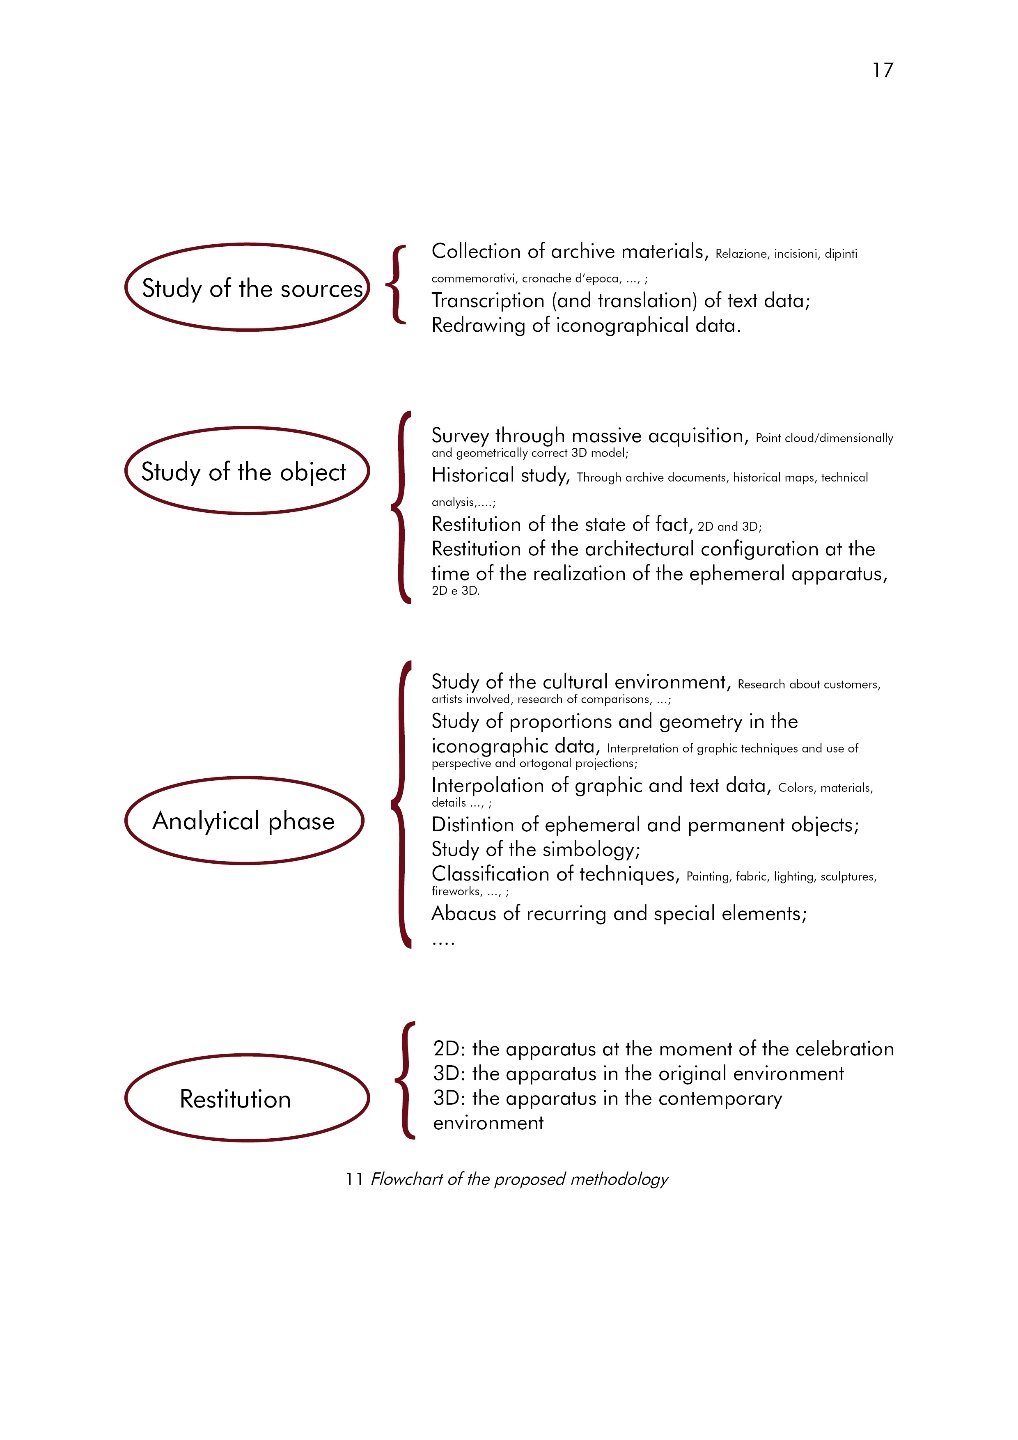 17
Study of the sources
Collection of archive materials, Relazione, incisioni, dipinti
commemorativi, cronache d'epoca, ..., ;
Transcription (and translation) of text data;
Redrawing of iconographical data.
Study of the object
Survey through massive acquisition, Point cloud/dimensionally
and geometrically correct 3D model;
Historical study, Through archive documents, historical maps, technical
analysis,....;
Restitution of the state of fact, 2D and 3D;
Restitution of the architectural configuration at the
time of the realization of the ephemeral apparatus,
2D e 3D.
Analytical phase
Study of the cultural environment, Research about customers,
artists involved, research of comparisons, ...;
Study of proportions and geometry in the
iconographic data, Interpretation of graphic techniques and use of
perspective and ortogonal projections;
Interpolation of graphic and text data, Colors, materials,
details ..., ;
Distintion of ephemeral and permanent objects;
Study of the simbology;
Classification of techniques, Painting, fabric, lighting, sculptures,
fireworks, ..., ;
Abacus of recurring and special elements;
....
Restitution
2D: the apparatus at the moment of the celebration
3D: the apparatus in the original environment
3D: the apparatus in the contemporary
environment
11 Flowchart of the proposed methodology